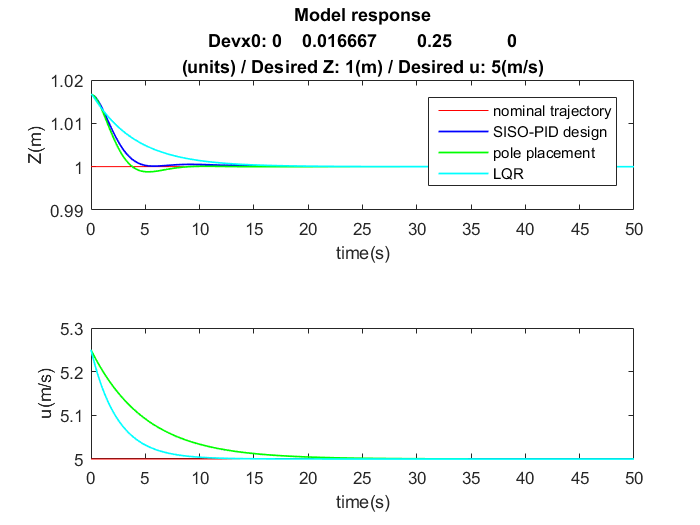 Model response
Devx0: 0 0.016667 0.25 0
(units) / Desired Z: 1(m) / Desired u: 5(m/s)
1.02
1.01
1
0.99
Z(m)
nominal trajectory
SISO-PID design
pole placement
LQR
0 5 10 15 20 25 30 35 40 45 50
time(s)
5.3
5.2
5.1
5
u(m/s)
0 5 10 15 20 25 30 35 40 45 50
time(s)